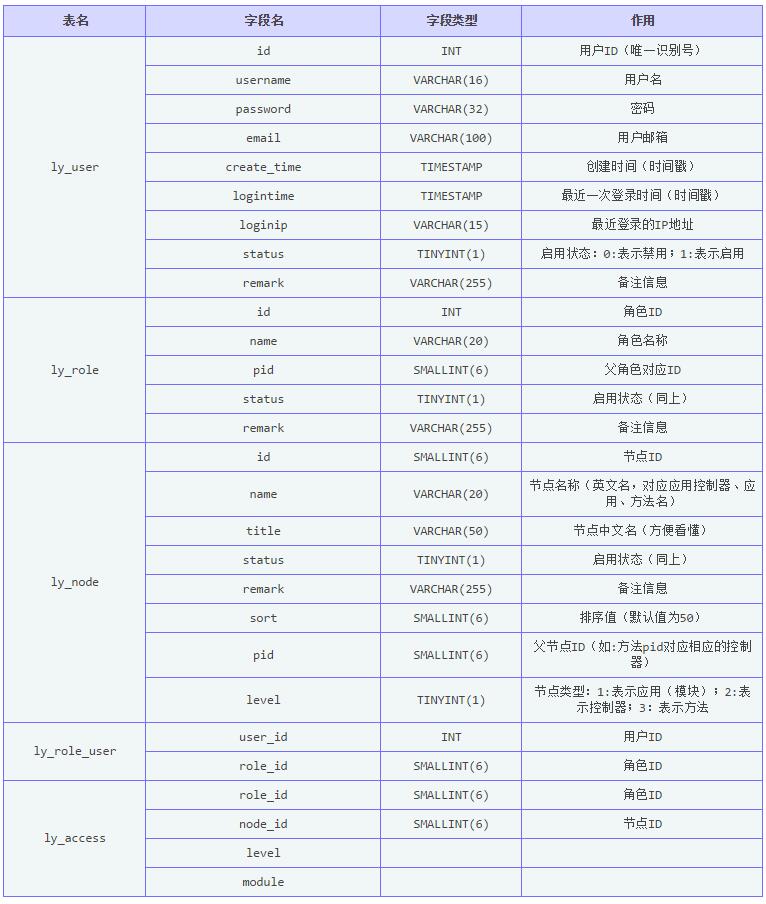 表名 字段名 字段类型 作用
ly_user
id INT 用户ID（唯一识别号）
username VARCHAR(16) 用户名
password VARCHAR(32) 密码
email VARCHAR(100) 用户邮箱
create_time TIMESTAMP 创建时间（时间戳）
logintime TIMESTAMP 最近一次登录时间（时间戳）
loginip VARCHAR(15) 最近登录的IP地址
status TINYINT(1) 启用状态：0:表示禁用；1:表示启用
remark VARCHAR(255) 备注信息
ly_role
id INT 角色ID
name VARCHAR(20) 角色名称
pid SMALLINT(6) 父角色对应ID
status TINYINT(1) 启用状态（同上）
remark VARCHAR(255) 备注信息
ly_node
id SMALLINT(6) 节点ID
name VARCHAR(20) 节点名称（英文名，对应应用控制器、应
用、方法名）
title VARCHAR(50) 节点中文名（方便看懂）
status TINYINT(1) 启用状态（同上）
remark VARCHAR(255) 备注信息
sort SMALLINT(6) 排序值（默认值为50）
pid SMALLINT(6) 父节点ID（如:方法pid对应相应的控制
器）
level TINYINT(1) 节点类型：1:表示应用（模块）；2:表
示控制器；3：表示方法
ly_role_user
user_id INT 用户ID
role_id SMALLINT(6) 角色ID
ly_access
role_id SMALLINT(6) 角色ID
node_id SMALLINT(6) 节点ID
level
module